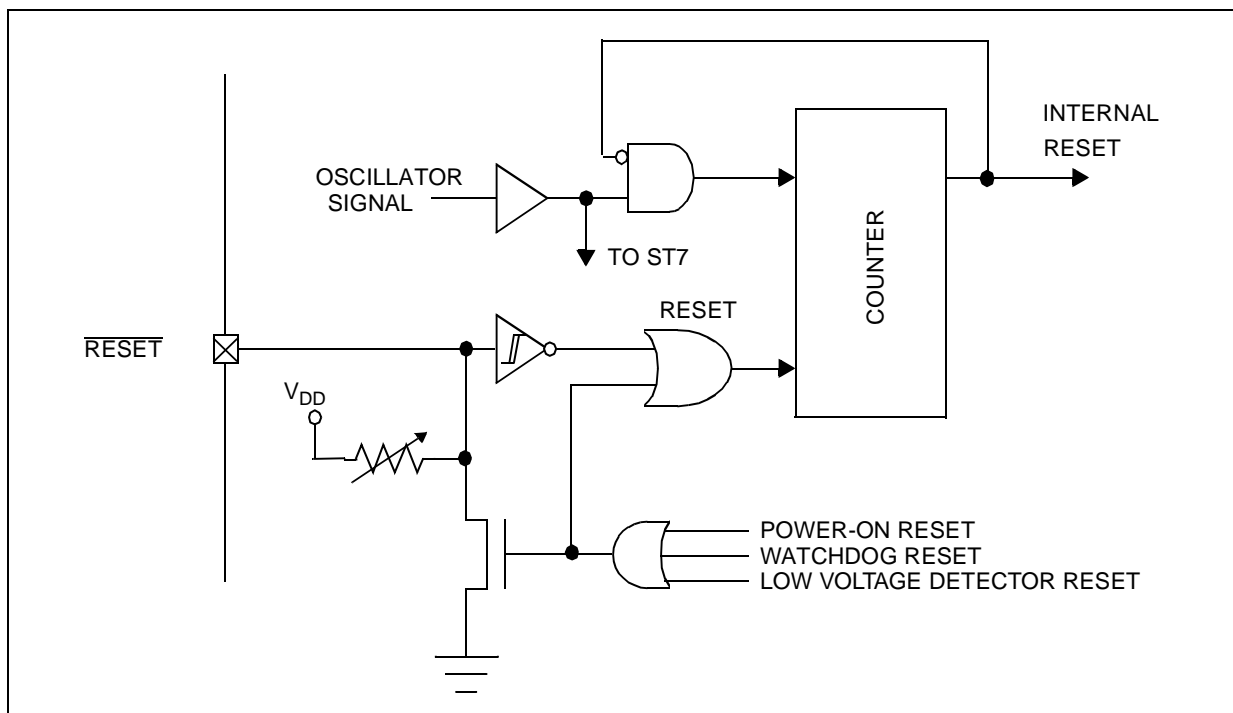 INTERNAL
RESET
OSCILLATOR
SIGNAL
TO ST7
COUNTER
RESET
RESET
VDD
POWER-ON RESET
WATCHDOG RESET
LOW VOLTAGE DETECTOR RESET